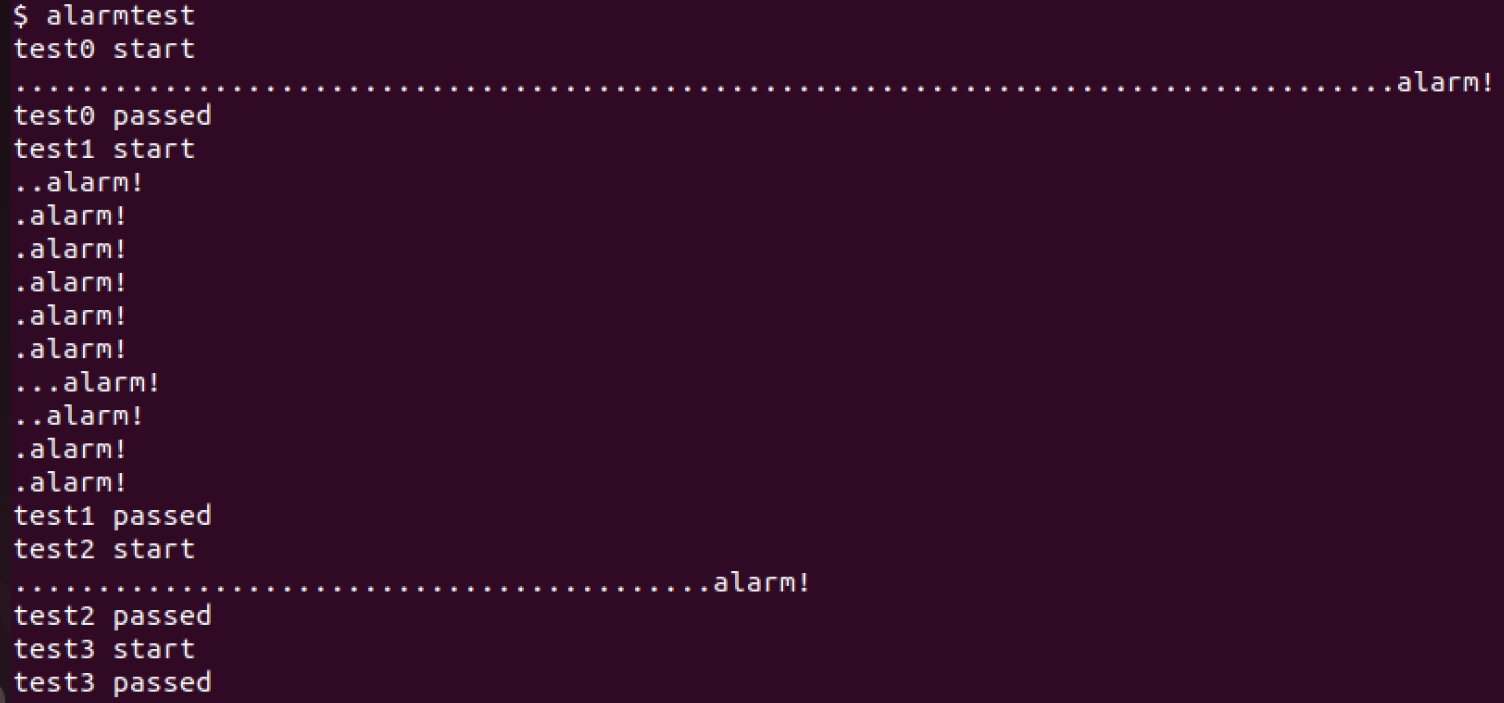 $ alarmtest
test0 start
....................................................................................alarm!
test0 passed
test1 start
..alarm!
.alarm!
.alarm!
.alarm!
.alarm!
.alarm!
...alarm!
..alarm!
.alarm!
.alarm!
test1 passed
test2 start
..........................................alarm!
test2 passed
test3 start
test3 passed